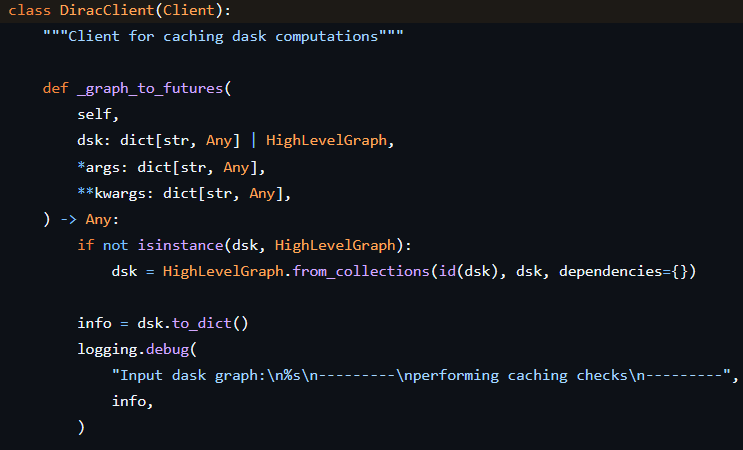 class DiracClient(Client):
    """Client for caching dask computations"""

    def _graph_to_futures(
        self,
        dsk: dict[str, Any] | HighLevelGraph,
        *args: dict[str, Any],
        **kwargs: dict[str, Any],
    ) -> Any:
        if not isinstance(dsk, HighLevelGraph):
            dsk = HighLevelGraph.from_collections(id(dsk), dsk, dependencies={})

        info = dsk.to_dict()
        logging.debug(
            "Input dask graph:\n%s\n---------\nperforming caching checks\n---------",
            info,
        )